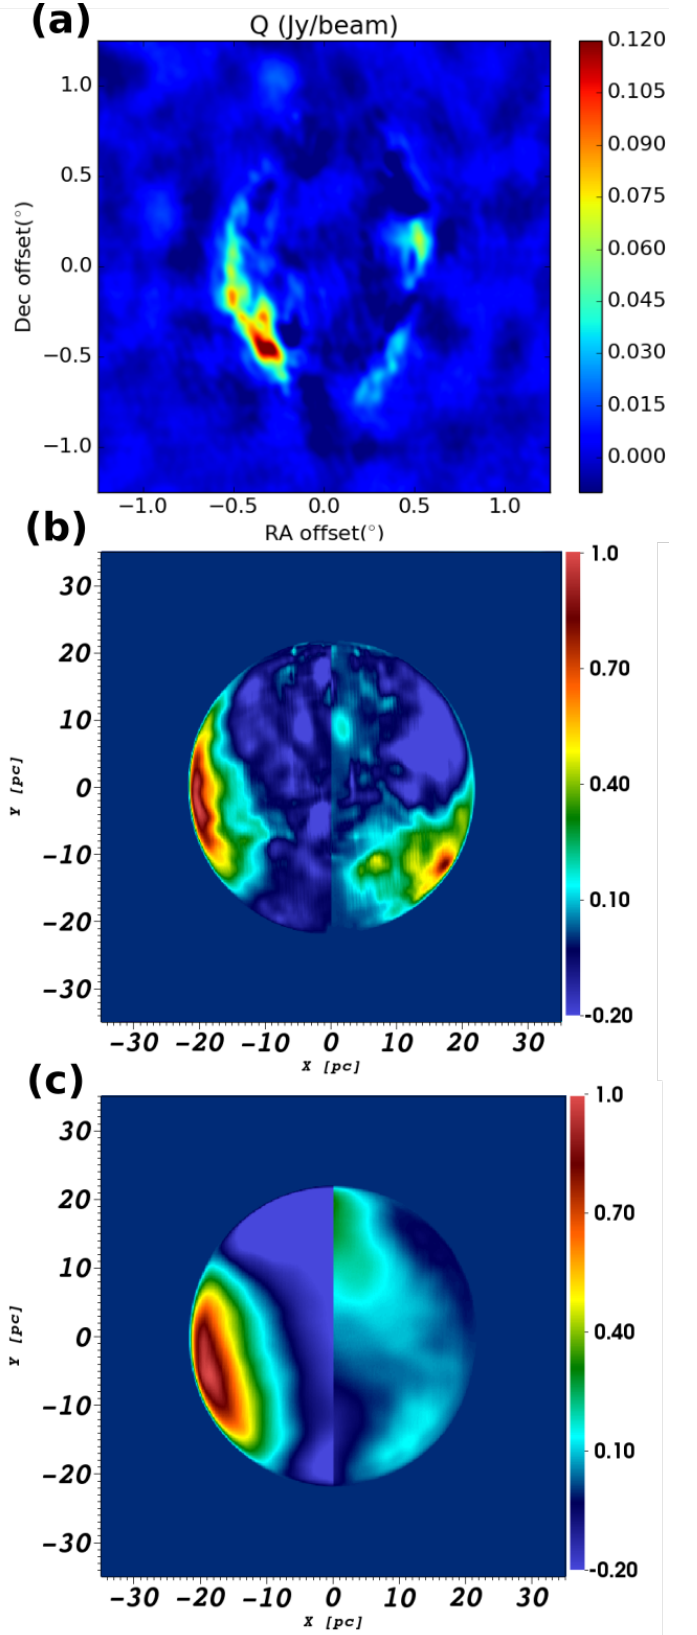 (a)
Q (Jy/beam)
1.0
0.5
0.0
−0.5
−1.0
Dec offset(°)
−1.0 −0.5 0.0 0.5 1.0
RA offset(°)
0.120
0.105
0.090
0.075
0.060
0.045
0.030
0.015
0.000
(b)
30
20
10
0
-10
-20
-30
Y [pc]
-30 -20 -10 0 10 20 30
X [pc]
1.0
0.70
0.40
0.10
-0.20
(c)
30
20
10
0
-10
-20
-30
Y [pc]
-30 -20 -10 0 10 20 30
X [pc]
1.0
0.70
0.40
0.10
-0.20